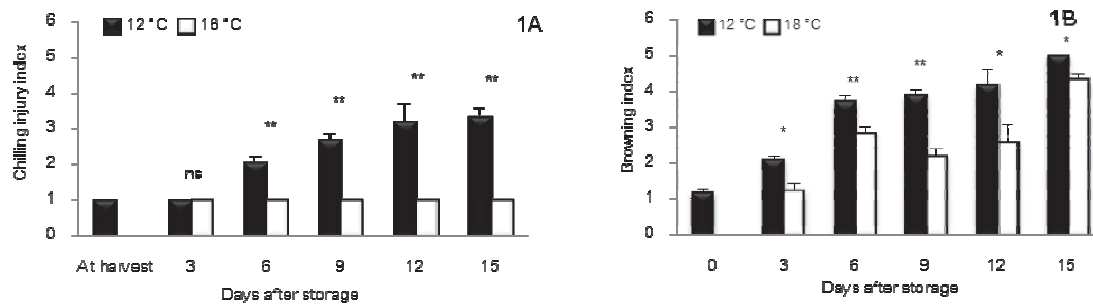 6
5
4
3
2
1
0
Chilling injury index
12 °C 18 °C
1A
ns
**
**
**
**
At harvest 3 6 9 12 15
Days after storage
6
5
4
3
2
1
0
Browning index
12 °C 18 °C
1B
*
**
**
*
*
0 3 6 9 12 15
Days after storage